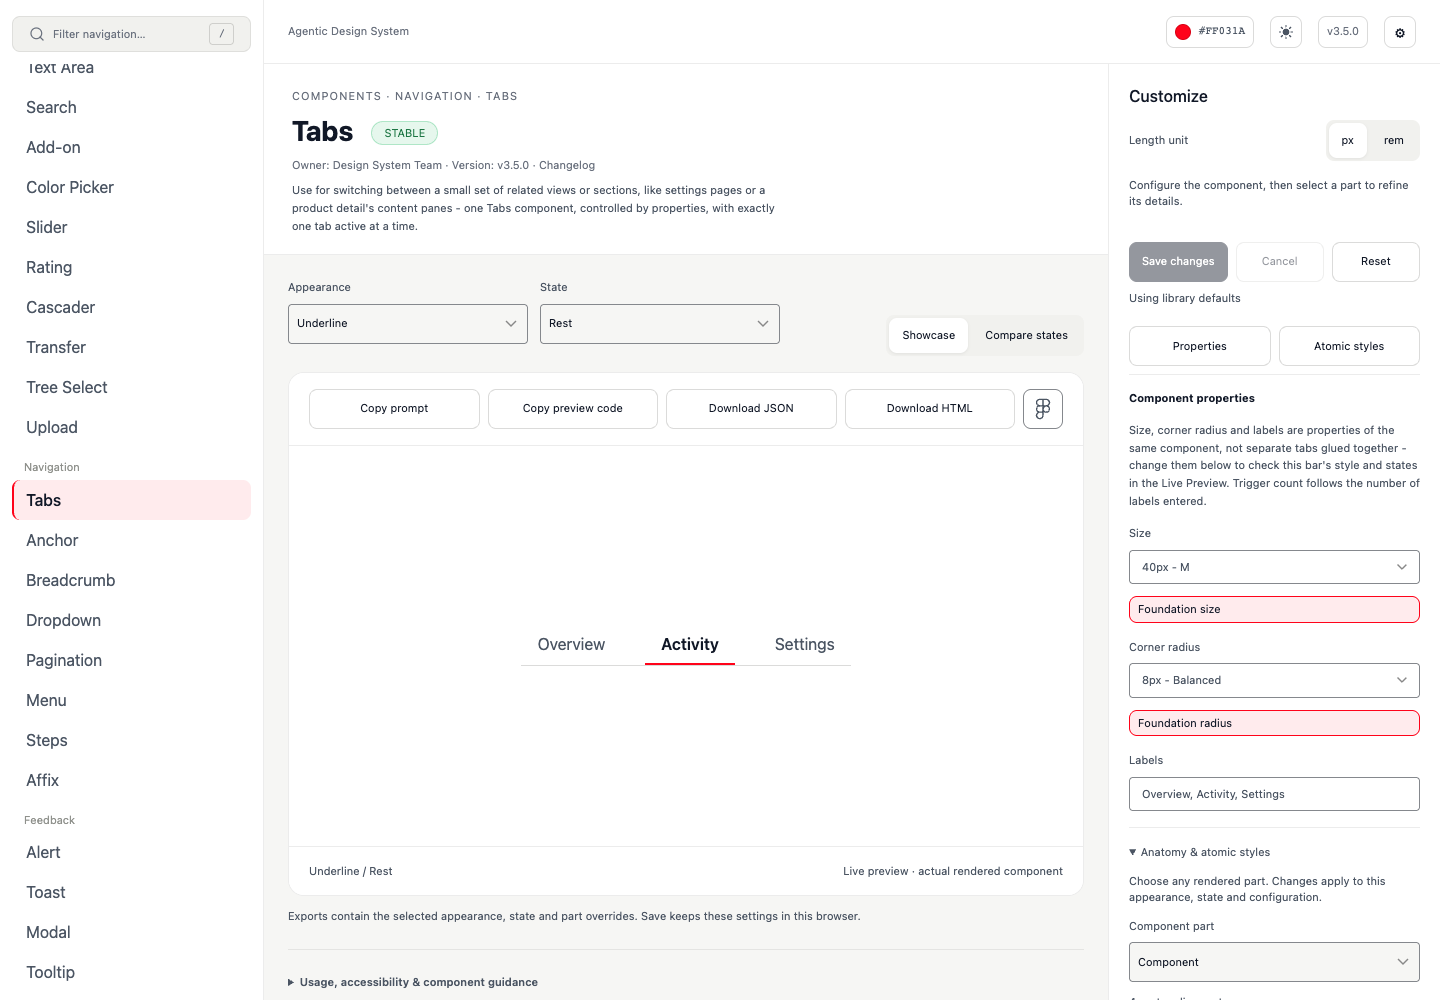 Filter navigation...
/
Text Area
Search
Add-on
Color Picker
Slider
Rating
Cascader
Transfer
Tree Select
Upload
Navigation
Tabs
Anchor
Breadcrumb
Dropdown
Pagination
Menu
Steps
Affix
Feedback
Alert
Toast
Modal
Tooltip
Agentic Design System
#FF031A
v3.5.0
COMPONENTS · NAVIGATION · TABS
Tabs
STABLE
Owner: Design System Team · Version: v3.5.0 · Changelog
Use for switching between a small set of related views or sections, like settings pages or a
product detail's content panes - one Tabs component, controlled by properties, with exactly
one tab active at a time.
Appearance
State
Underline
Rest
Showcase
Compare states
Copy prompt
Copy preview code
Download JSON
Download HTML
Overview
Activity
Settings
Underline / Rest
Live preview · actual rendered component
Exports contain the selected appearance, state and part overrides. Save keeps these settings in this browser.
Usage, accessibility & component guidance
Customize
Length unit
px
rem
Configure the component, then select a part to refine
its details.
Save changes
Cancel
Reset
Using library defaults
Properties
Atomic styles
Component properties
Size, corner radius and labels are properties of the
same component, not separate tabs glued together -
change them below to check this bar's style and states
in the Live Preview. Trigger count follows the number of
labels entered.
Size
40px - M
Foundation size
Corner radius
8px - Balanced
Foundation radius
Labels
Overview, Activity, Settings
Anatomy & atomic styles
Choose any rendered part. Changes apply to this
appearance, state and configuration.
Component part
Component